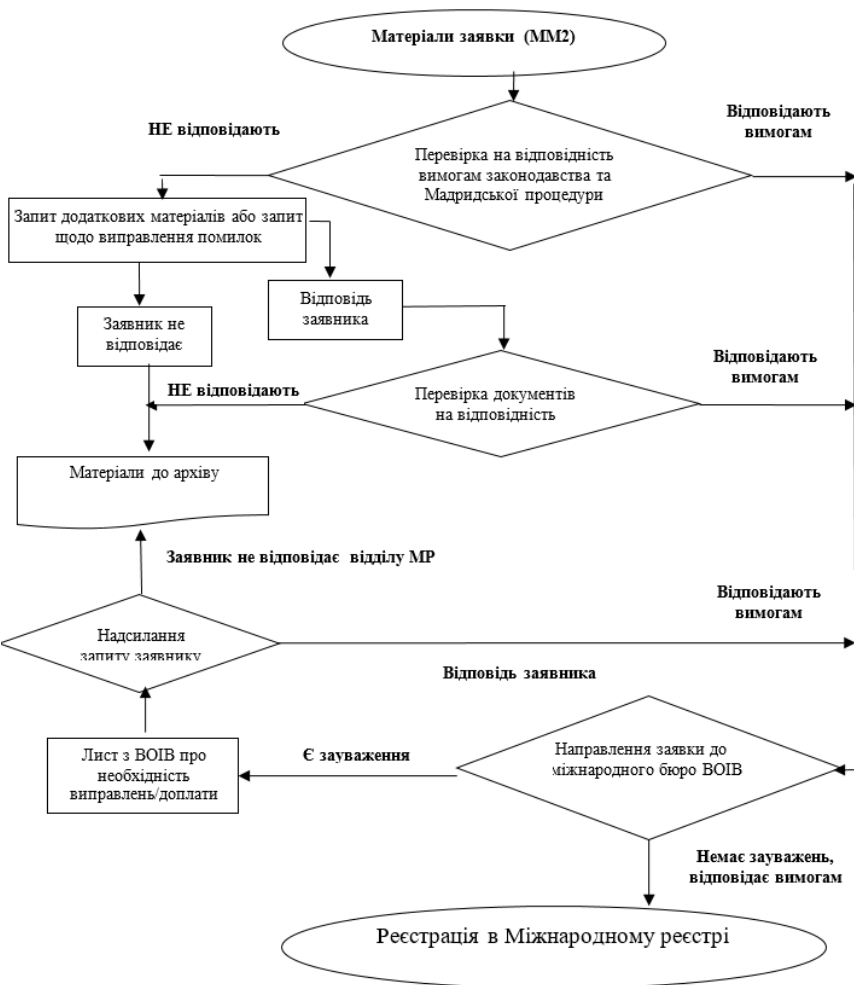 Матеріали заявки (ММ2)
НЕ відповідають
Відповідають
вимогам
Перевірка на відповідність
вимогам законодавства та
Мадридської процедури
Запит додаткових матеріалів або запит
щодо виправлення помилок
Відповідь
заявника
Заявник не
відповідає
Відповідають
вимогам
НЕ відповідають
Перевірка документів
на відповідність
Матеріали до архіву
Заявник не відповідає відділу МР
Відповідають
вимогам
Надсилання
запиту заявнику
Відповідь заявника
Лист з ВОІВ про
необхідність
виправлень/доплати
Є зауваження
Направлення заявки до
міжнародного бюро ВОІВ
Немає зауважень,
відповідає вимогам
Реєстрація в Міжнародному реєстрі